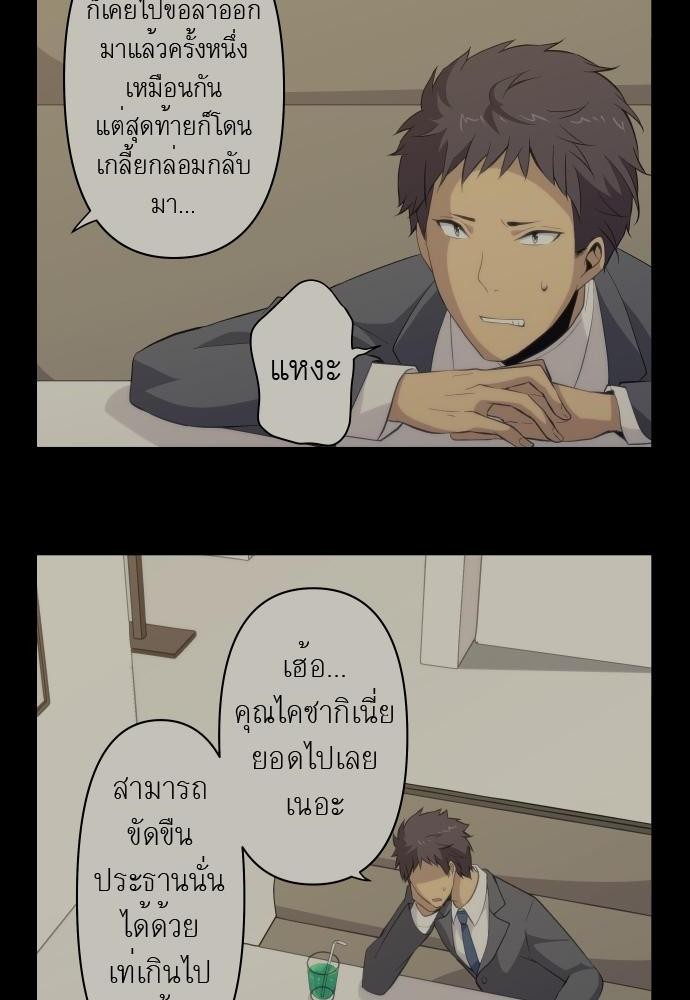 ก็เคยไปขอลาออก
มาแล้วครั้งหนึ่ง
เหมือนกัน
แต่สุดท้ายก็โดน
เกลี้ยกล่อมกลับ
มา...
แหงะ
เฮ้อ...
คุณไคซากิเนี่ย
ยอดไปเลย
เนอะ
สามารถ
ขัดขืน
ประธานนั่น
ได้ด้วย
เท่เกินไป